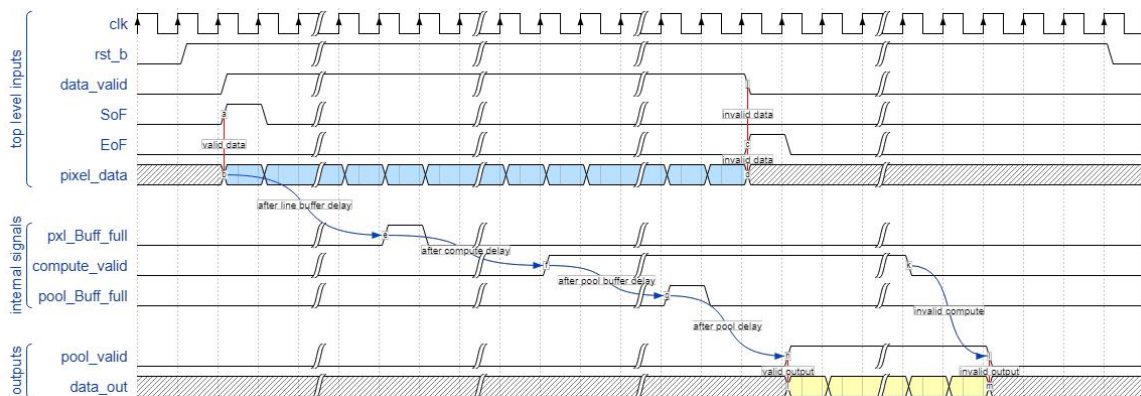 top level inputs
clk
rst_b
data_valid
SoF
EoF
pixel_data
valid data
invalid data
invalid data
after line buffer delay
internal signals
pxl_Buff_full
compute_valid
pool_Buff_full
after compute delay
after pool buffer delay
after pool delay
invalid compute
outputs
pool_valid
data_out
valid output
invalid output